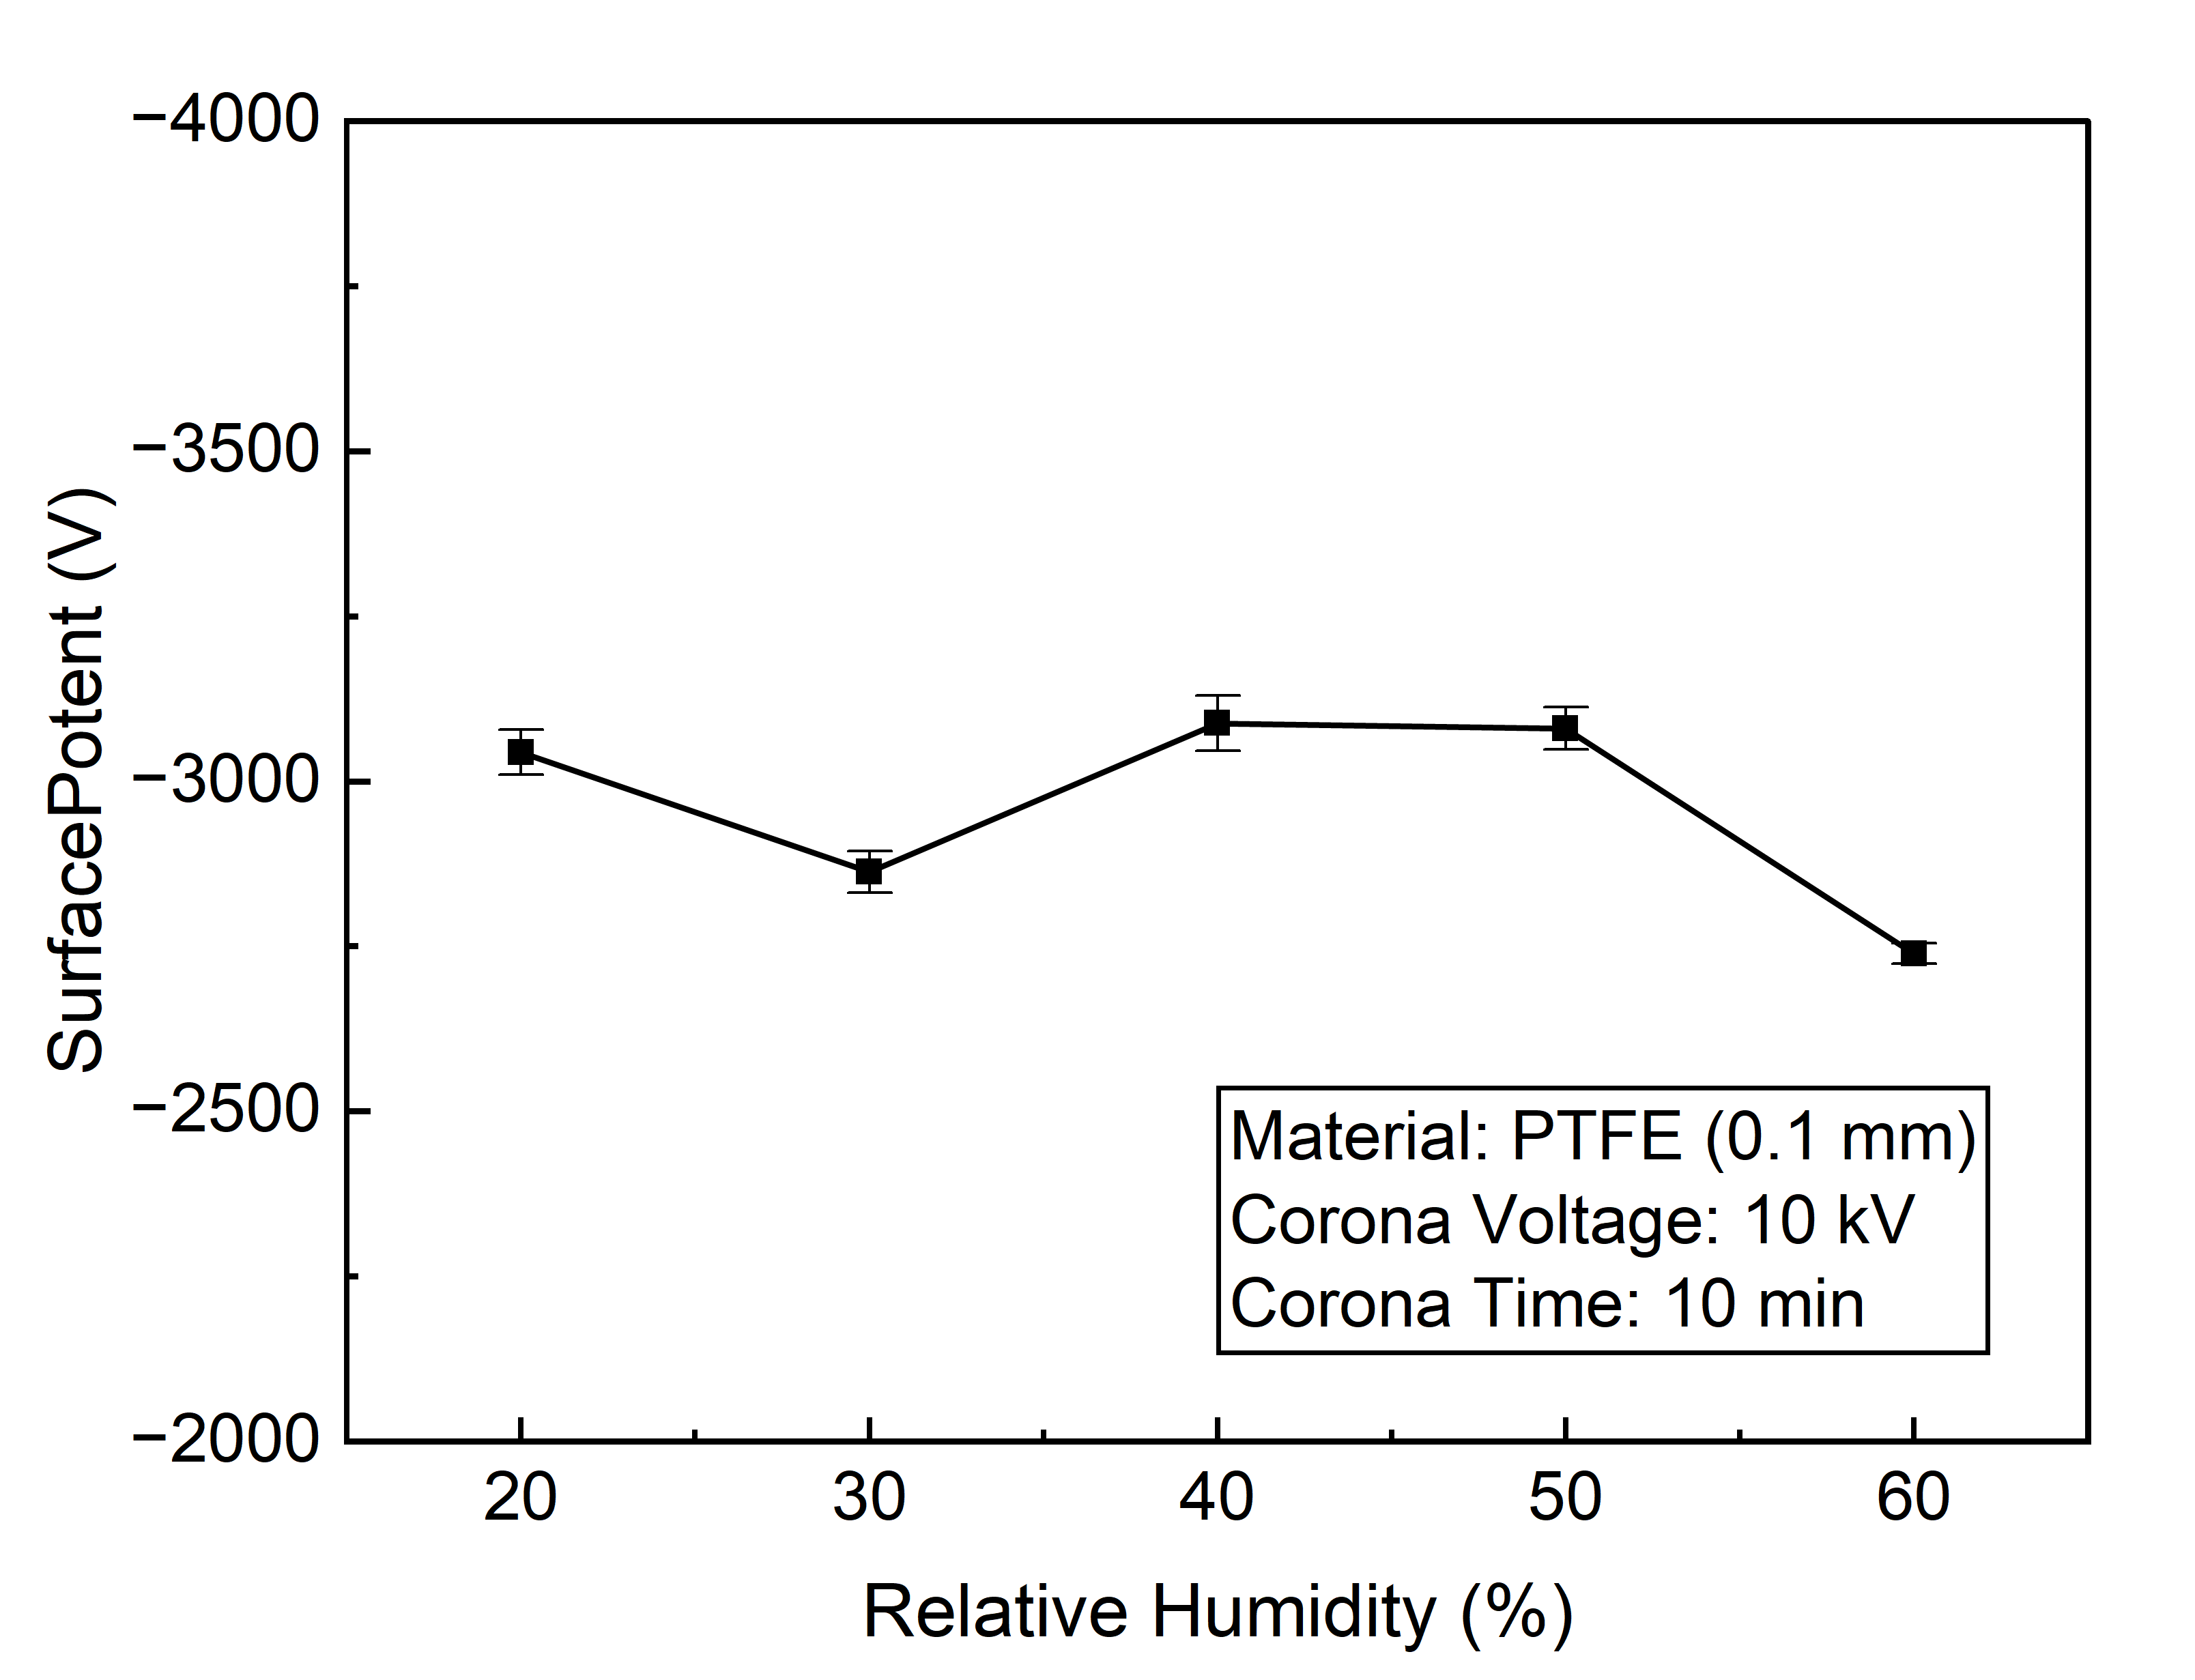 −4000
−3500
−3000
−2500
−2000
SurfacePotent (V)
Material: PTFE (0.1 mm)
Corona Voltage: 10 kV
Corona Time: 10 min
20 30 40 50 60
Relative Humidity (%)